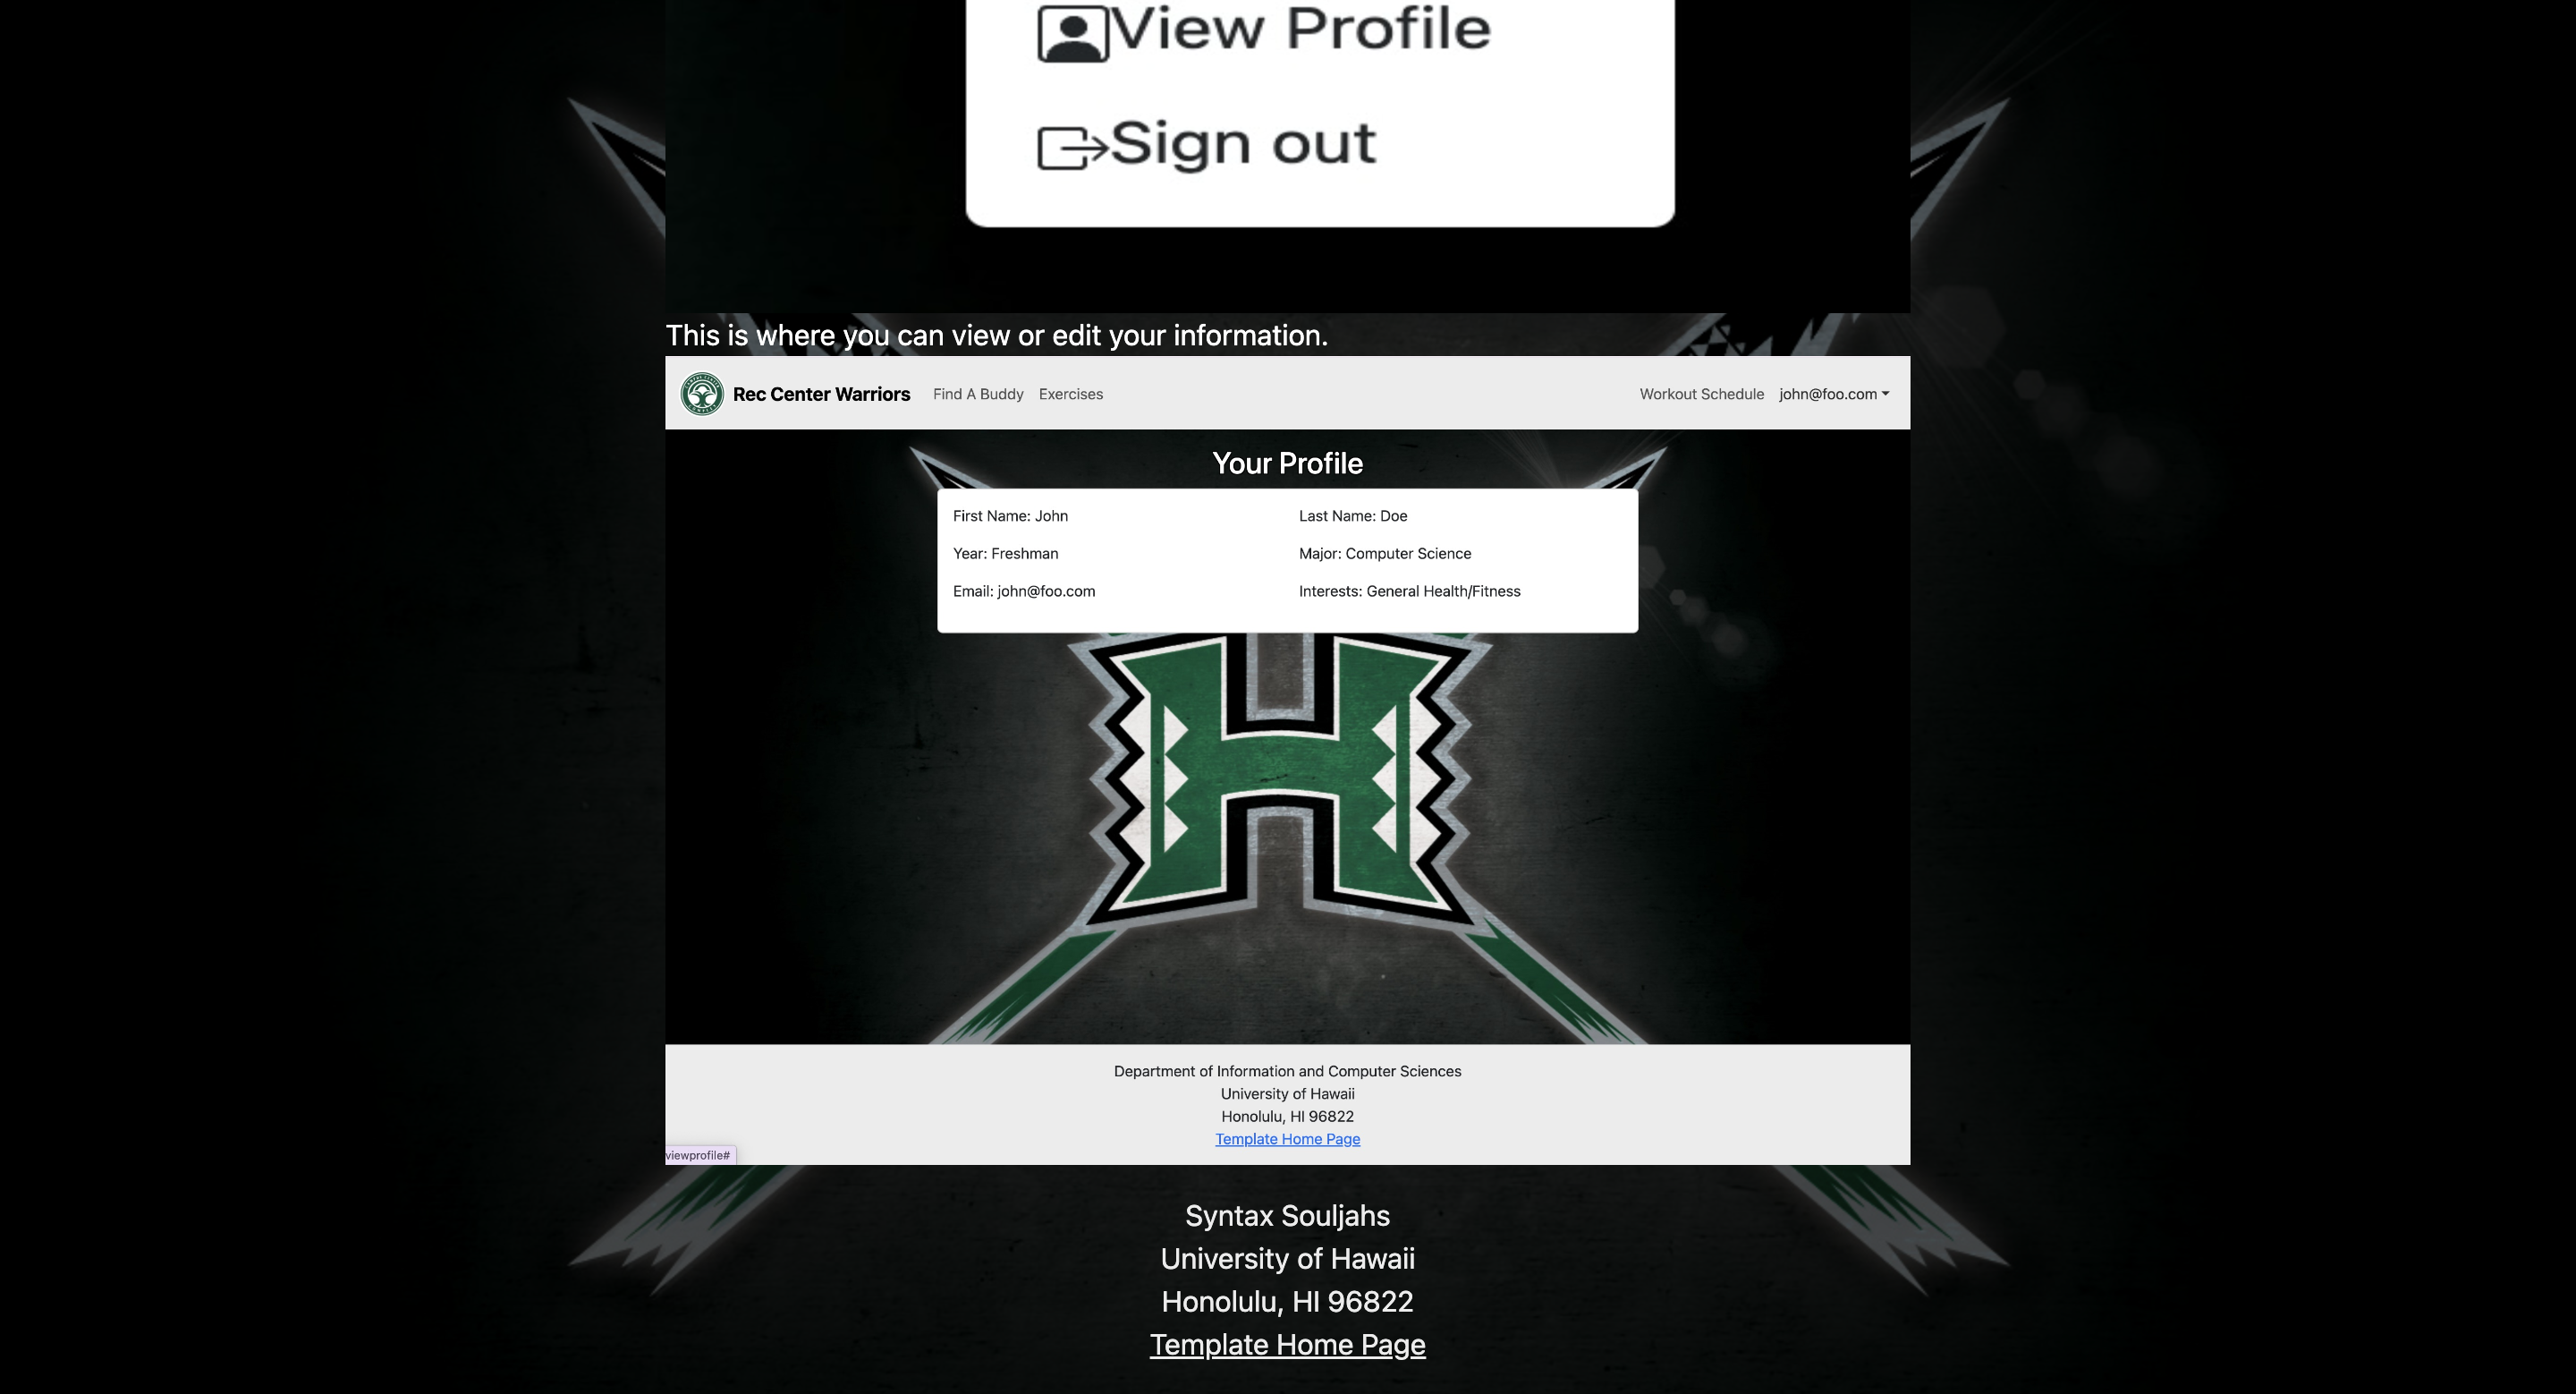 View Profile
Sign out
This is where you can view or edit your information.
Rec Center Warriors Find A Buddy Exercises Workout Schedule john@foo.com
Your Profile
First Name: John Last Name: Doe
Year: Freshman Major: Computer Science
Email: john@foo.com Interests: General Health/Fitness
H
Department of Information and Computer Sciences
University of Hawaii
Honolulu, HI 96822
Template Home Page
viewprofile#
Syntax Souljahs
University of Hawaii
Honolulu, HI 96822
Template Home Page